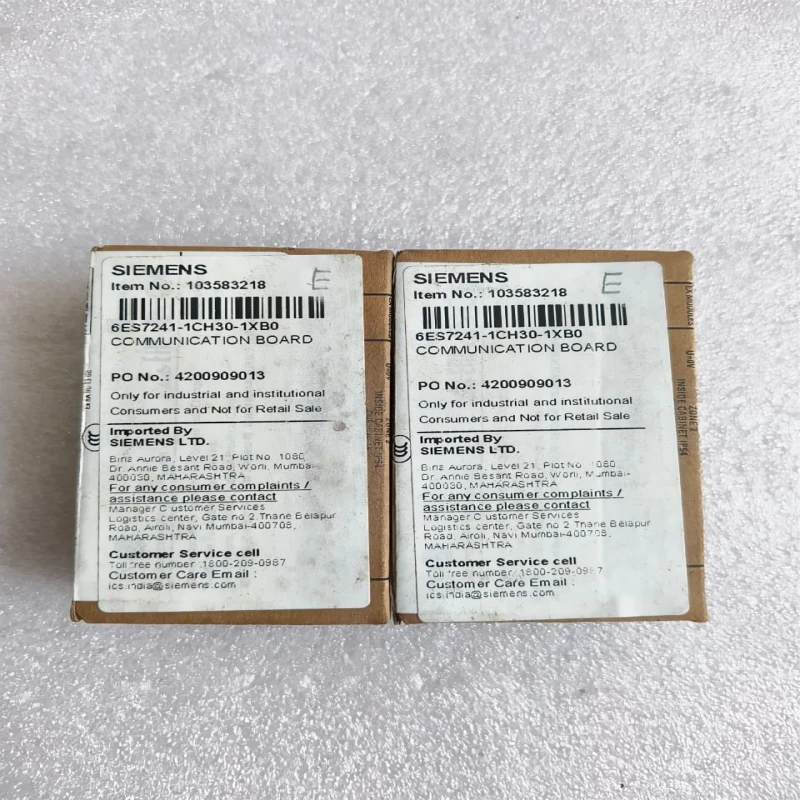 SIEMENS
E
Item No.: 103583218
6ES7241-1CH30-1XB0
COMMUNICATION BOARD
PO No.: 4200909013
Only for industrial and institutional
Consumers and Not for Retail Sale
Imported By
SIEMENS LTD.
Birla Aurora, Level 21, Plot No. 1080,
Dr. Annie Besant Road, Worli, Mumbai-
400030, MAHARASHTRA
For any consumer complaints /
assistance please contact
Manager Customer Services
Logistics center, Gate no 2,Thane Belapur
Road, Airoli, Navi Mumbai-400708,
MAHARASHTRA
Customer Service cell
Toll free number :1800-209-0987
Customer Care Email :
ics.india@siemens.com
SIEMENS
E
Item No.: 103583218
6ES7241-1CH30-1XB0
COMMUNICATION BOARD
PO No.: 4200909013
Only for industrial and institutional
Consumers and Not for Retail Sale
Imported By
SIEMENS LTD.
Birla Aurora, Level 21, Plot No. 1080,
Dr. Annie Besant Road, Worli, Mumbai-
400030, MAHARASHTRA
For any consumer complaints /
assistance please contact
Manager Customer Services
Logistics center, Gate no 2,Thane Belapur
Road, Airoli, Navi Mumbai-400708,
MAHARASHTRA
Customer Service cell
Toll free number :1800-209-0987
Customer Care Email :
ics.india@siemens.com
ZONE 2
INSIDE CABINET IP54